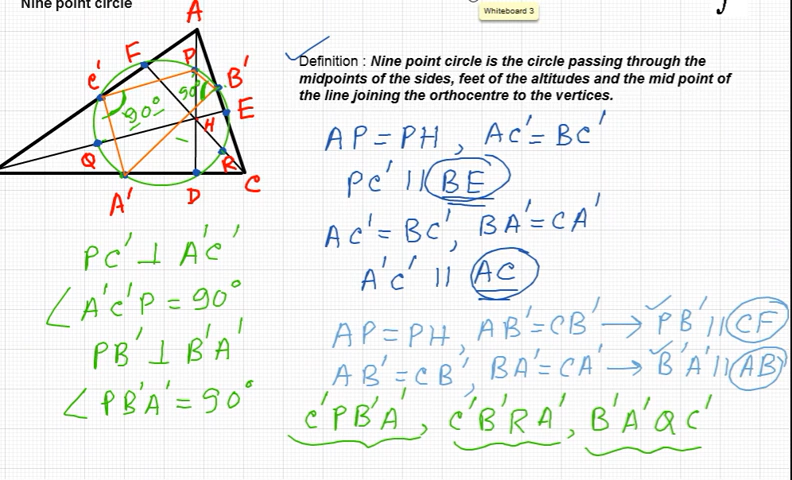 Nine point circle
Whiteboard 3
Definition : Nine point circle is the circle passing through the
midpoints of the sides, feet of the altitudes and the mid point of
the line joining the orthocentre to the vertices.
A
F
P
B'
C'
90°
90°
E
H
Q
R
A'
D
C
AP = PH , AC' = BC'
PC' || BE
AC' = BC' , BA' = CA'
A'C' || AC
AP = PH , AB' = CB' → PB' || CF
AB' = CB' , BA' = CA' → B'A' || AB
PC' ⊥ A'C'
∠A'C'P = 90°
PB' ⊥ B'A'
∠PB'A' = 90°
C'PB'A' , C'B'RA' , B'A'QC'